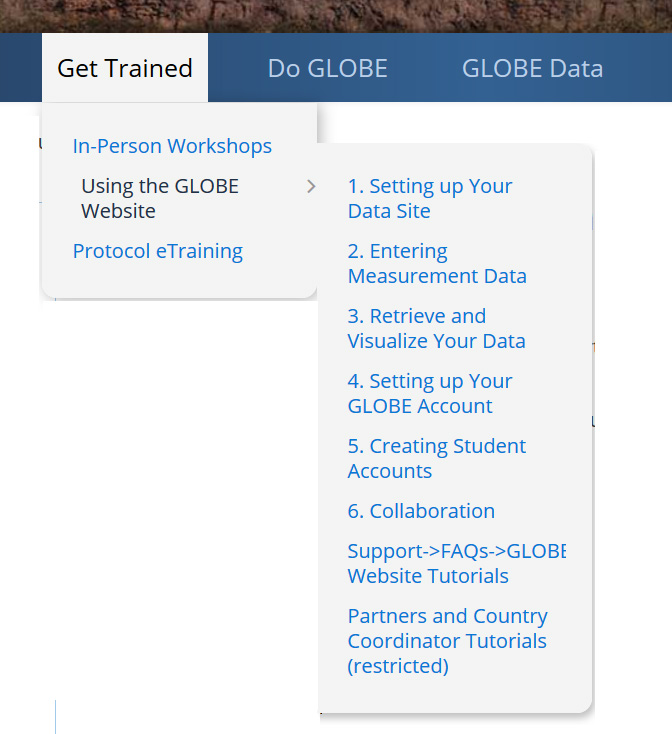 Get Trained
Do GLOBE
GLOBE Data
In-Person Workshops
Using the GLOBE
Website
Protocol eTraining
1. Setting up Your
Data Site
2. Entering
Measurement Data
3. Retrieve and
Visualize Your Data
4. Setting up Your
GLOBE Account
5. Creating Student
Accounts
6. Collaboration
Support->FAQs->GLOBE
Website Tutorials
Partners and Country
Coordinator Tutorials
(restricted)